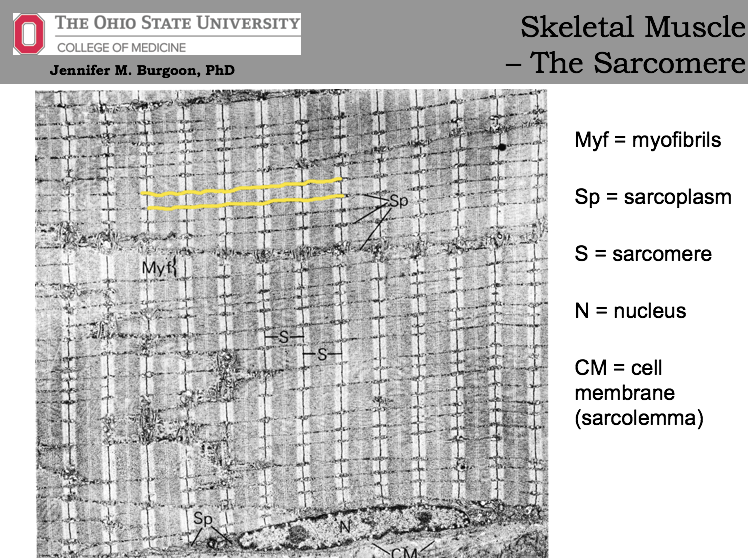 THE OHIO STATE UNIVERSITY
COLLEGE OF MEDICINE
Jennifer M. Burgoon, PhD
Skeletal Muscle
– The Sarcomere
Myf = myofibrils
Sp = sarcoplasm
S = sarcomere
N = nucleus
CM = cell
membrane
(sarcolemma)
Sp
Myf
S
S
Sp
N
CM